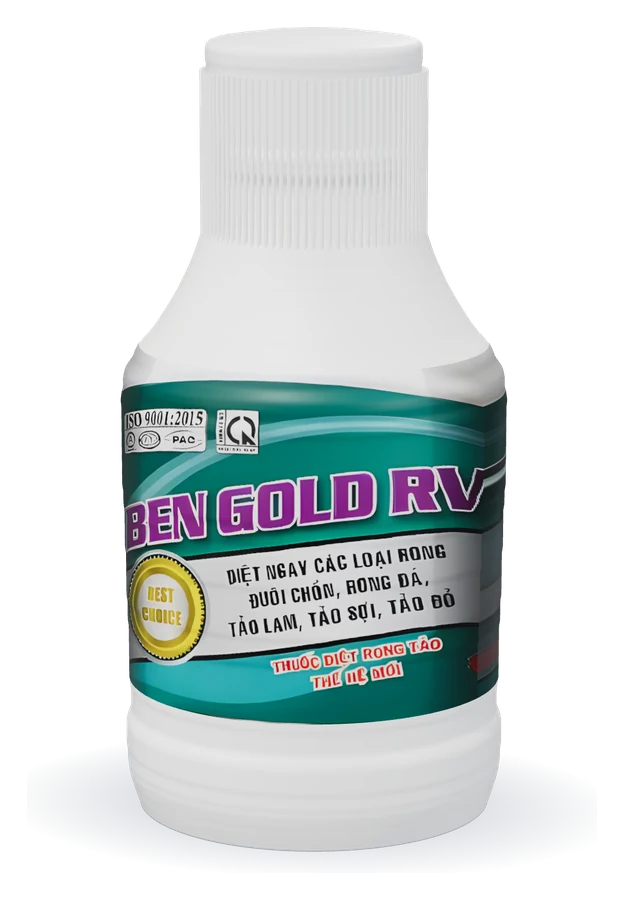 ISO 9001:2015
PAC
BEN GOLD RV
DIỆT NGAY CÁC LOẠI RONG
ĐUÔI CHỒN, RONG ĐÁ,
TẢO LAM, TẢO SỢI, TẢO ĐỎ
BEST
CHOICE
THUỐC DIỆT RONG TẢO
THẾ HỆ MỚI